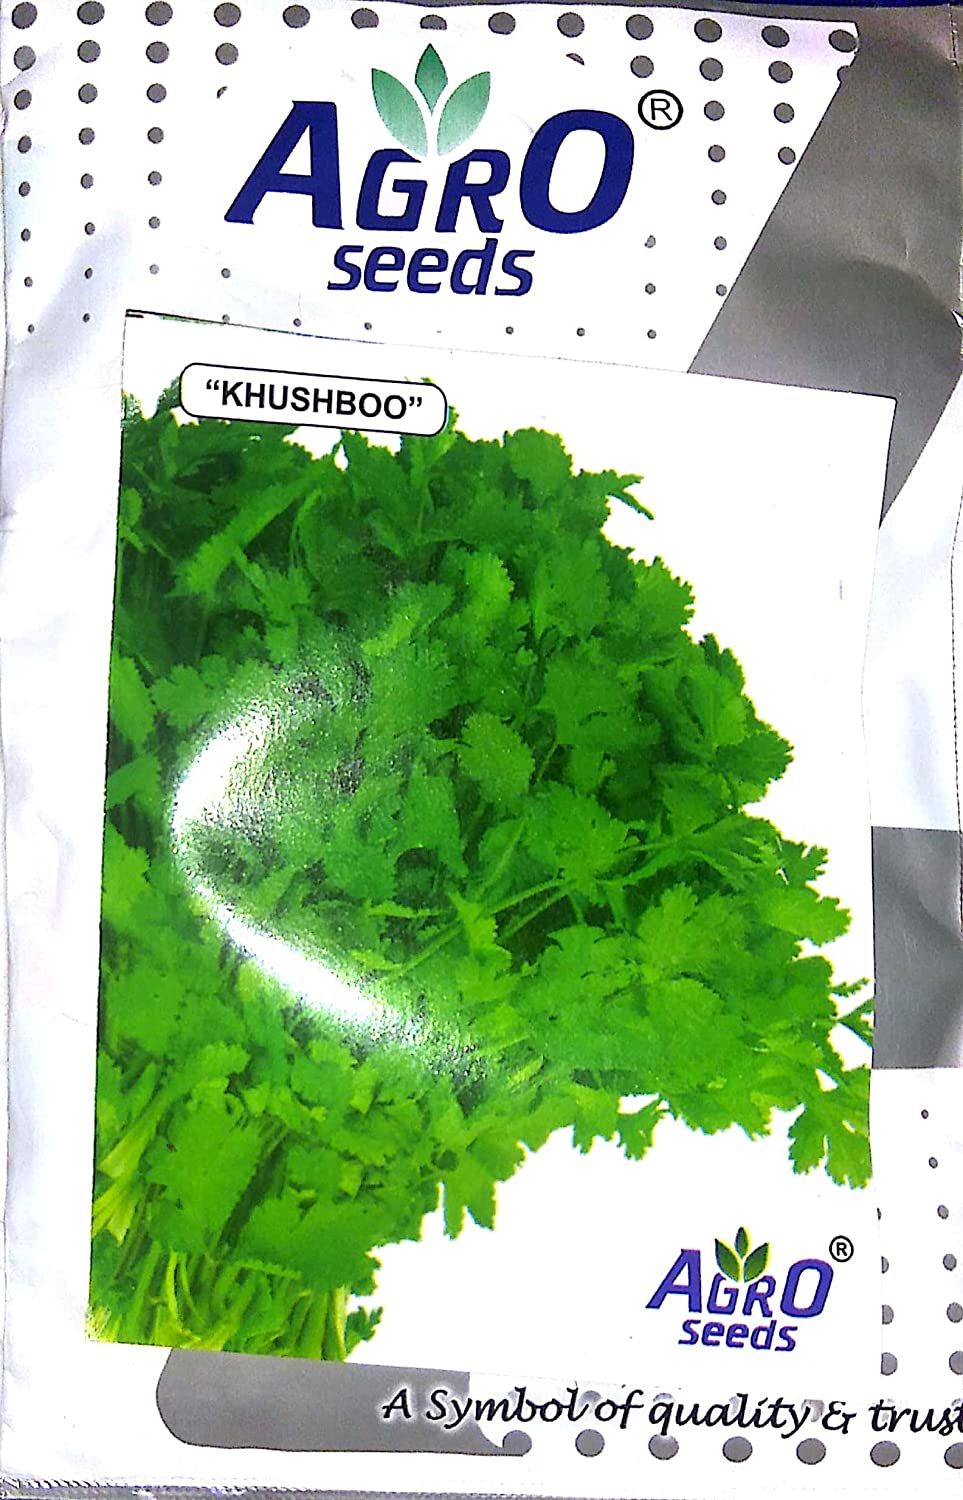 AGRO ®
seeds
“KHUSHBOO”
AGRO ®
seeds
A Symbol of quality & trust